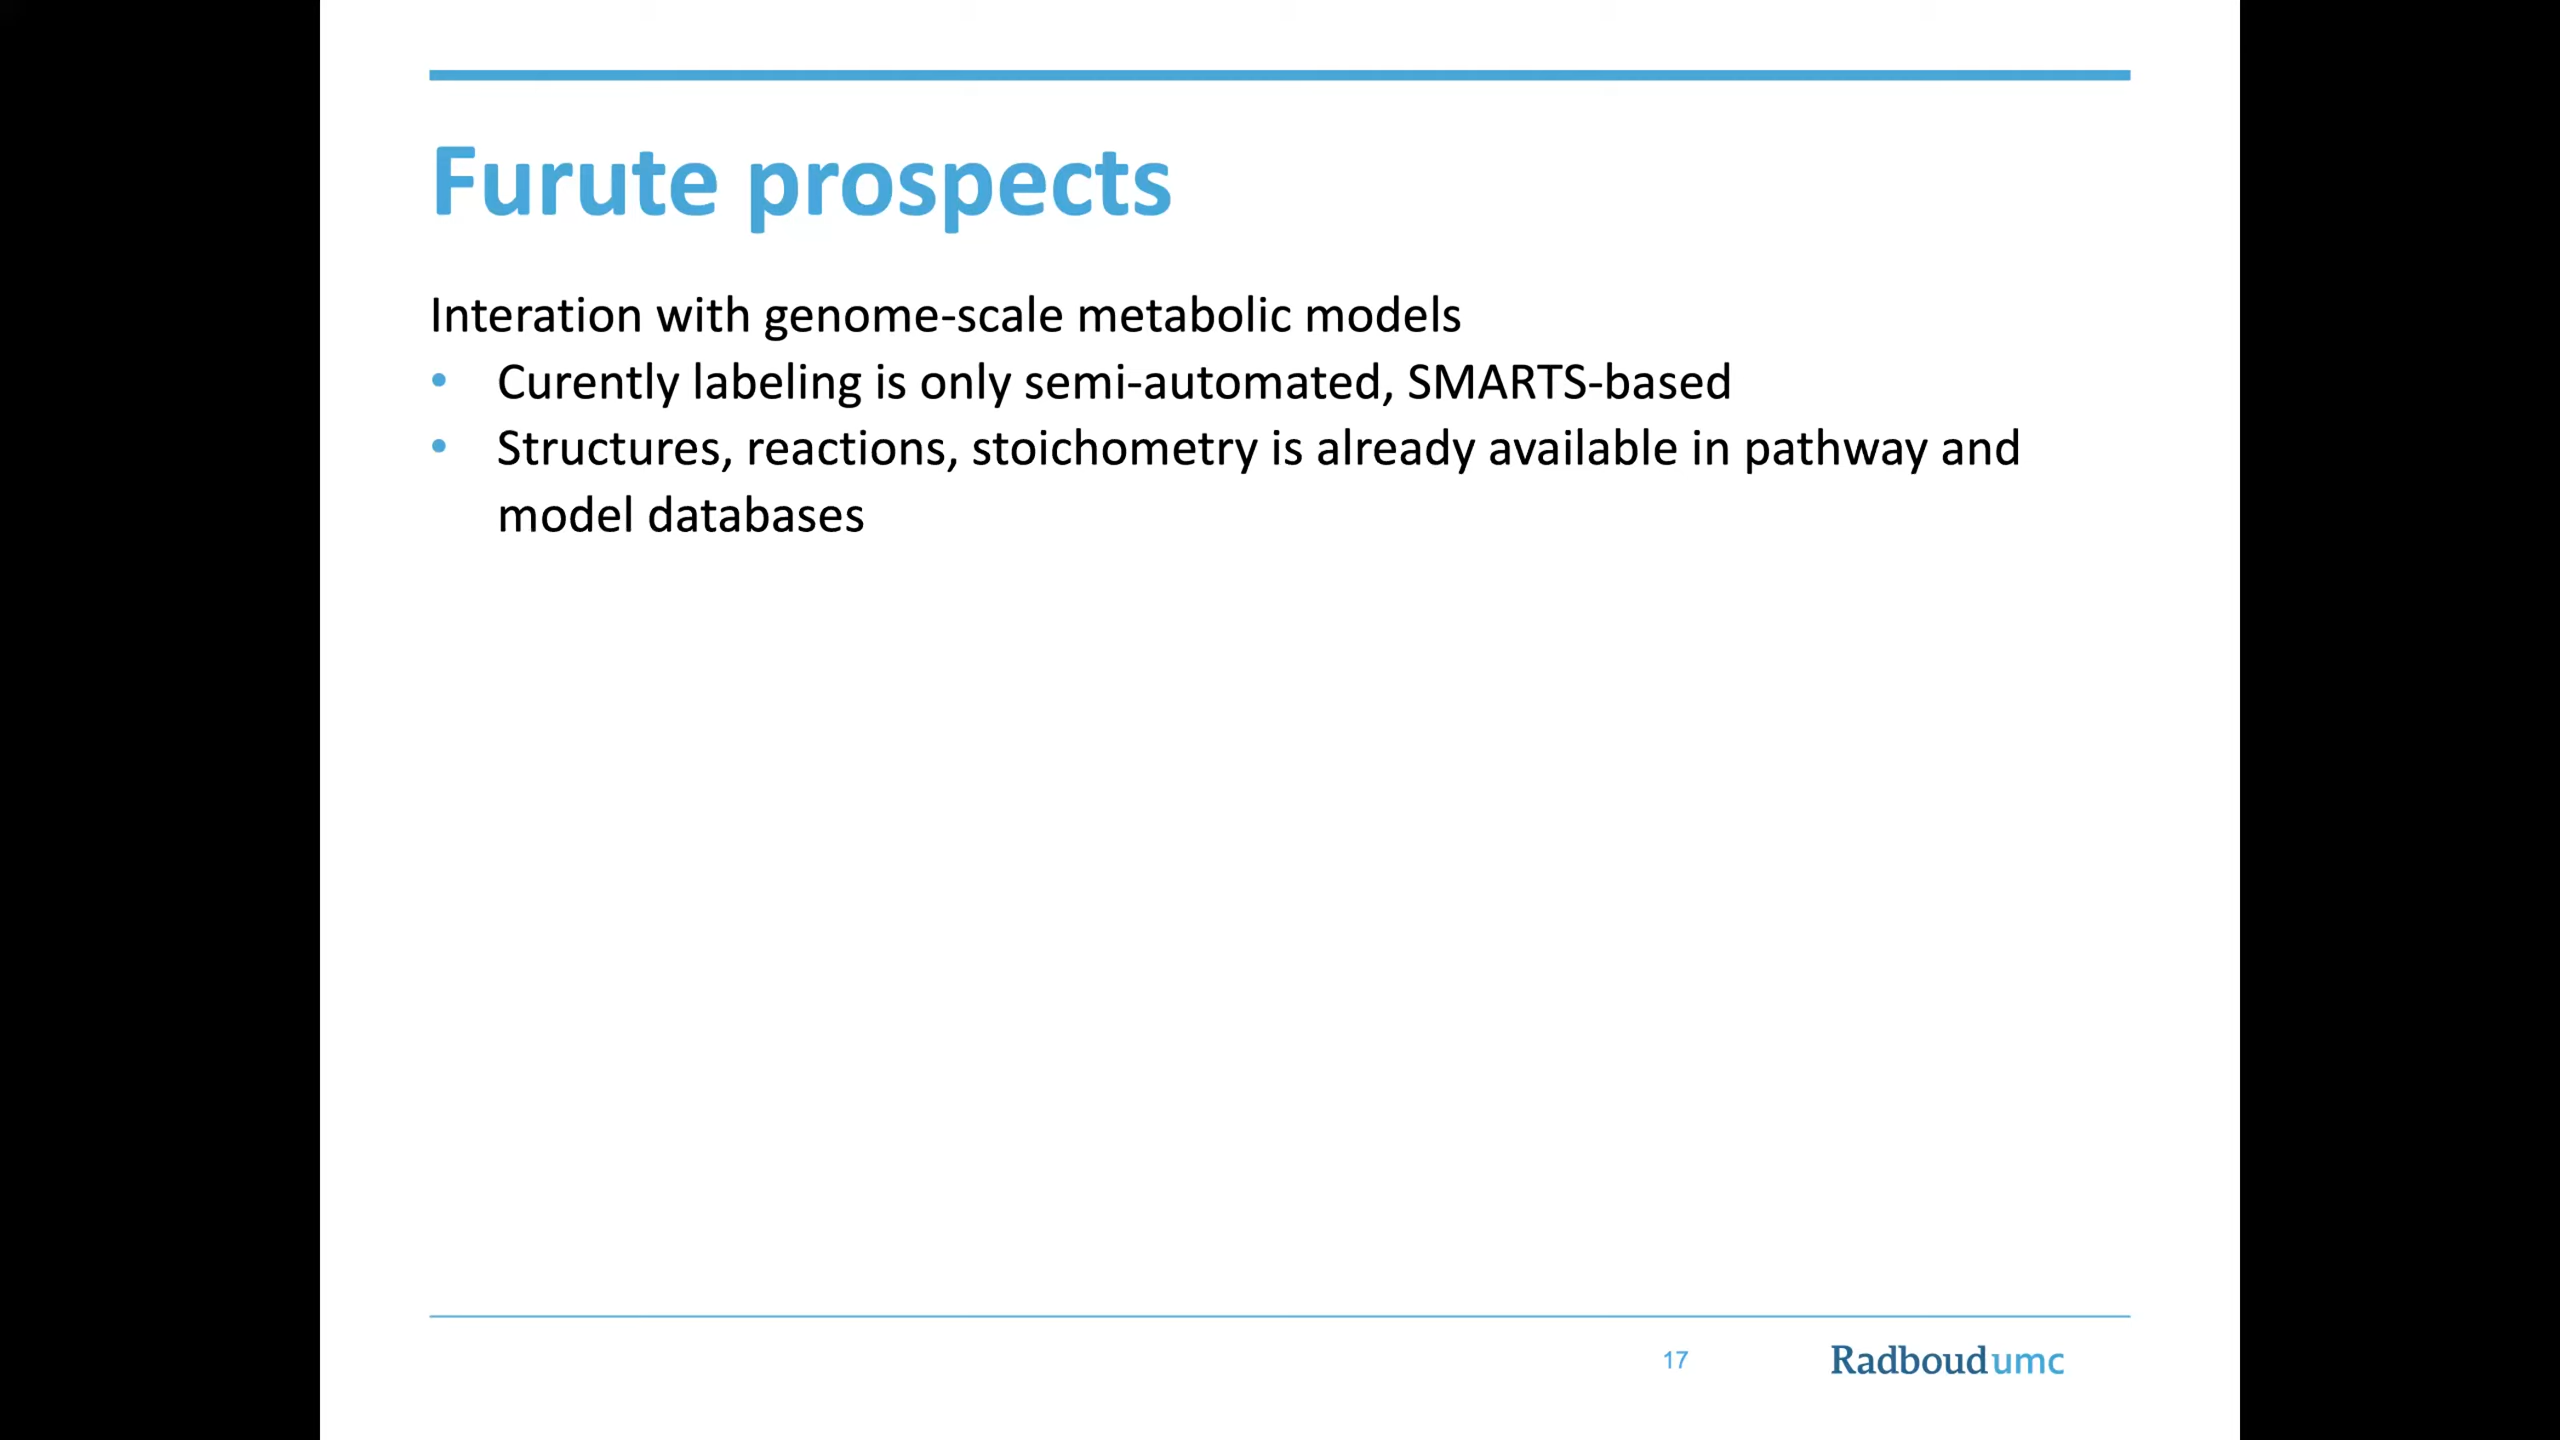 Furute prospects
Interation with genome-scale metabolic models
• Curently labeling is only semi-automated, SMARTS-based
• Structures, reactions, stoichometry is already available in pathway and
model databases
17
Radboudumc